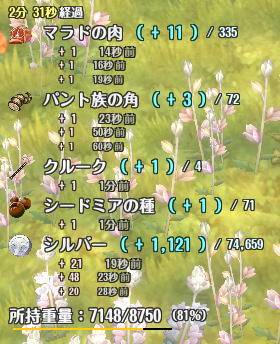 2分 31秒 経過
マラドの肉 ( + 11 ) / 335
+ 1 14秒前
+ 1 16秒前
+ 1 19秒前
パント族の角 ( + 3 ) / 72
+ 1 23秒前
+ 1 50秒前
+ 1 60秒前
クルーク ( + 1 ) / 4
+ 1 1分前
シードミアの種 ( + 1 ) / 71
+ 1 1分前
シルバー ( + 1,121 ) / 74,659
+ 21 19秒前
+ 48 23秒前
+ 20 28秒前
所持重量：7148/8750 (81%)